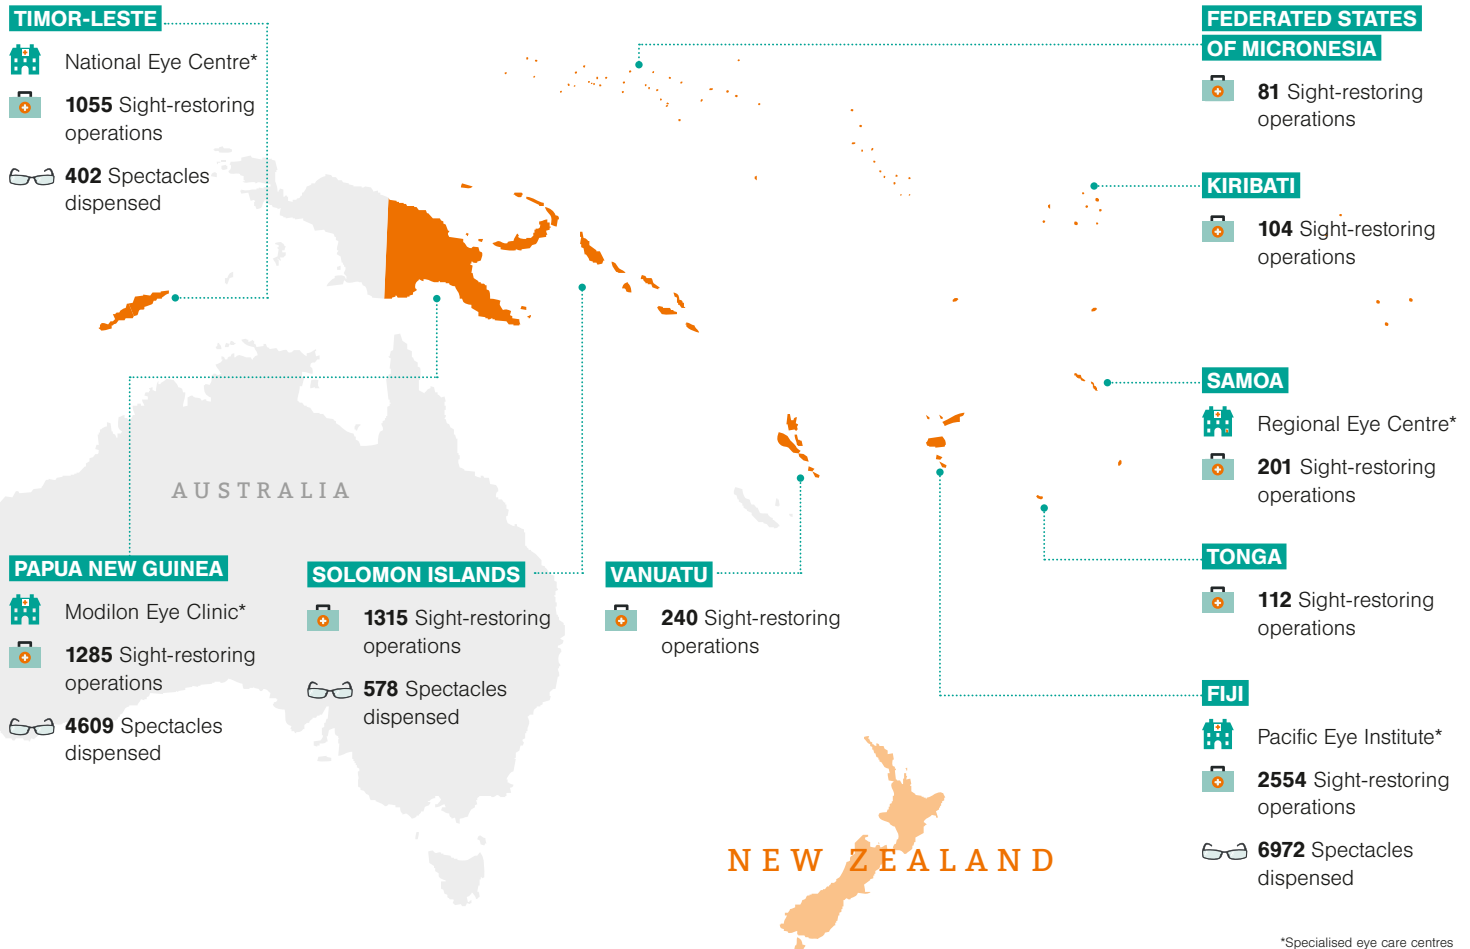 TIMOR-LESTE
National Eye Centre*
1055 Sight-restoring
operations
402 Spectacles
dispensed
FEDERATED STATES
OF MICRONESIA
81 Sight-restoring
operations
KIRIBATI
104 Sight-restoring
operations
SAMOA
Regional Eye Centre*
201 Sight-restoring
operations
AUSTRALIA
PAPUA NEW GUINEA
Modilon Eye Clinic*
1285 Sight-restoring
operations
4609 Spectacles
dispensed
SOLOMON ISLANDS
1315 Sight-restoring
operations
578 Spectacles
dispensed
VANUATU
240 Sight-restoring
operations
TONGA
112 Sight-restoring
operations
FIJI
Pacific Eye Institute*
2554 Sight-restoring
operations
6972 Spectacles
dispensed
NEW ZEALAND
*Specialised eye care centres